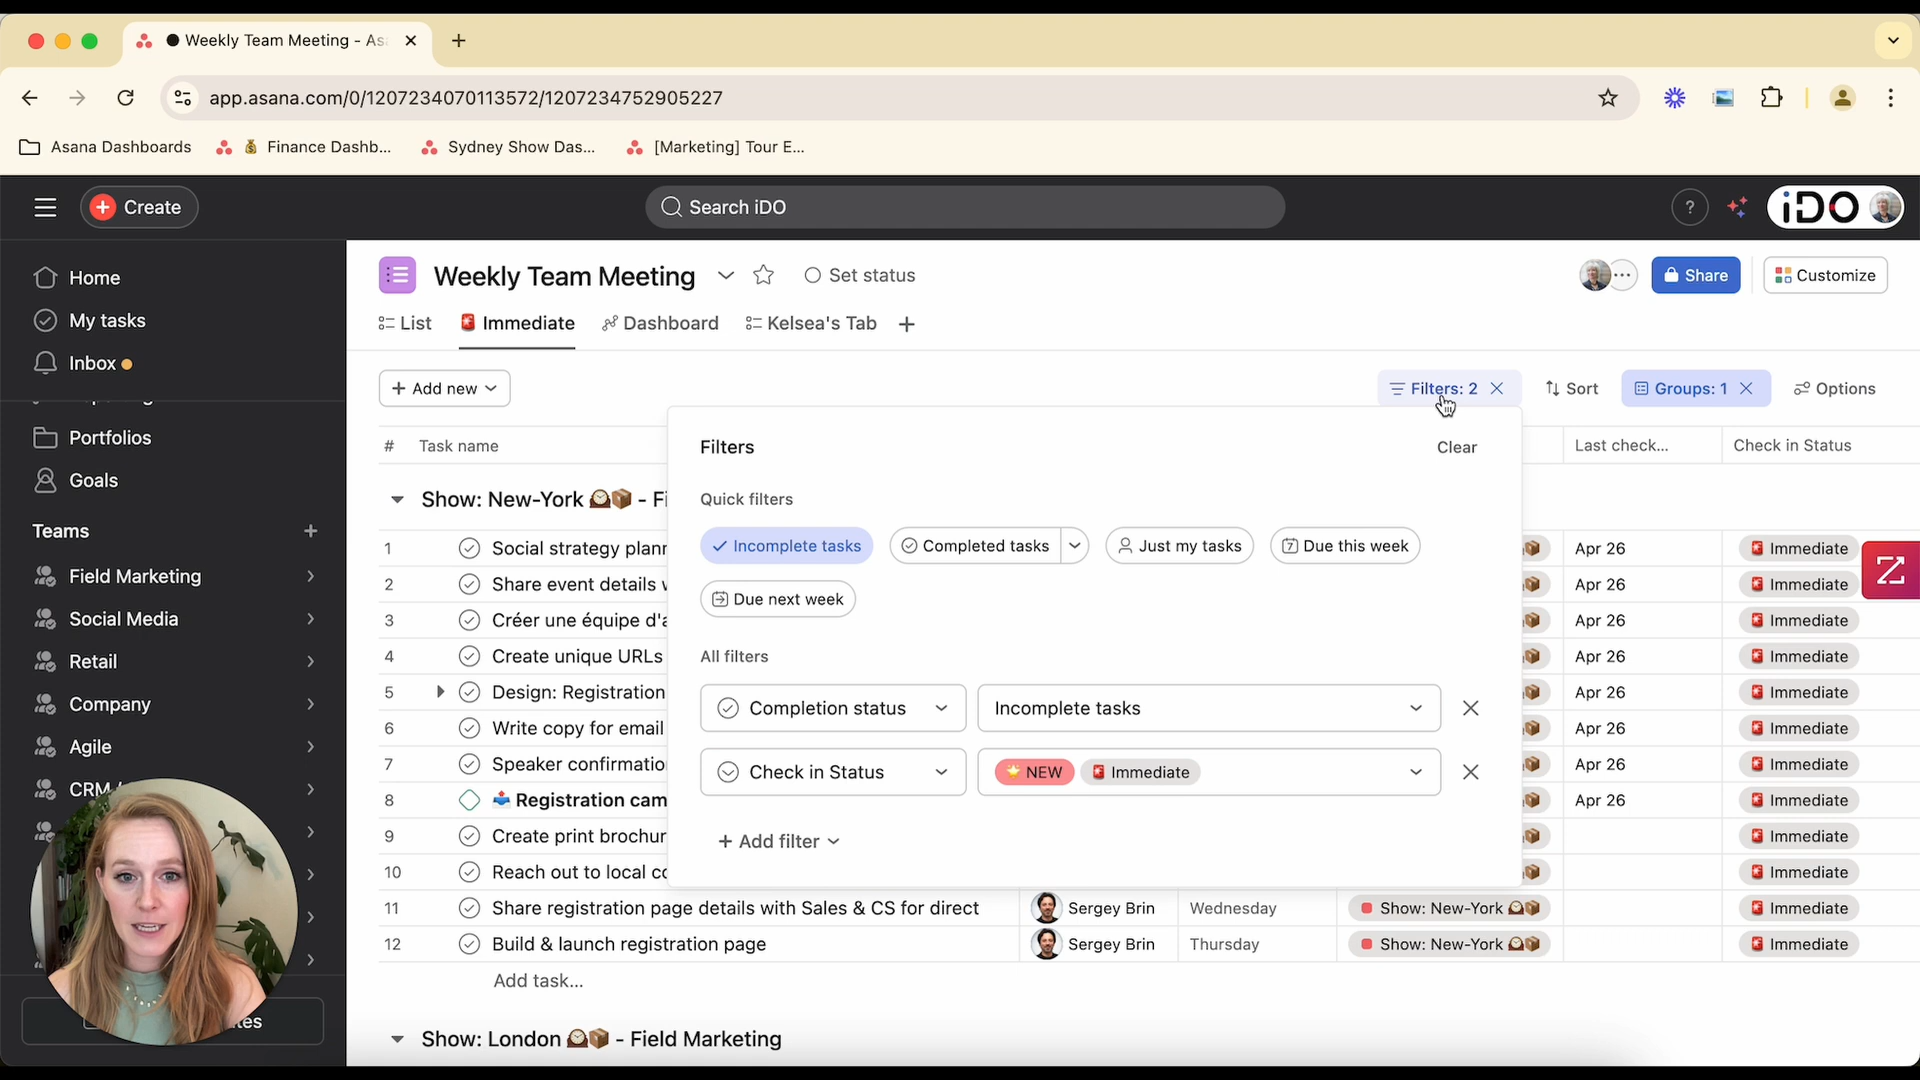 Weekly Team Meeting - As
app.asana.com/0/1207234070113572/1207234752905227
Asana Dashboards
Finance Dashb...
Sydney Show Das...
[Marketing] Tour E...
Create
Search iDO
?
iDO
Home
My tasks
Inbox
Portfolios
Goals
Teams
Field Marketing
Social Media
Retail
Company
Agile
CRM
Weekly Team Meeting
Set status
Share
Customize
List
Immediate
Dashboard
Kelsea's Tab
Add new
Filters: 2
Sort
Groups: 1
Options
# Task name
Last check...
Check in Status
Show: New-York 🕰📦 - Fi
1 Social strategy plann
Apr 26 Immediate
2 Share event details w
Apr 26 Immediate
3 Créer une équipe d'a
Apr 26 Immediate
4 Create unique URLs
Apr 26 Immediate
5 Design: Registration
Apr 26 Immediate
6 Write copy for email
Apr 26 Immediate
7 Speaker confirmatio
Apr 26 Immediate
8 Registration cam
Apr 26 Immediate
9 Create print brochur
Immediate
10 Reach out to local co
Immediate
11 Share registration page details with Sales & CS for direct Sergey Brin Wednesday Show: New-York 🕰📦 Immediate
12 Build & launch registration page Sergey Brin Thursday Show: New-York 🕰📦 Immediate
Add task...
Show: London 🕰📦 - Field Marketing
Filters
Clear
Quick filters
Incomplete tasks
Completed tasks
Just my tasks
7 Due this week
Due next week
All filters
Completion status
Incomplete tasks
Check in Status
NEW
Immediate
Add filter